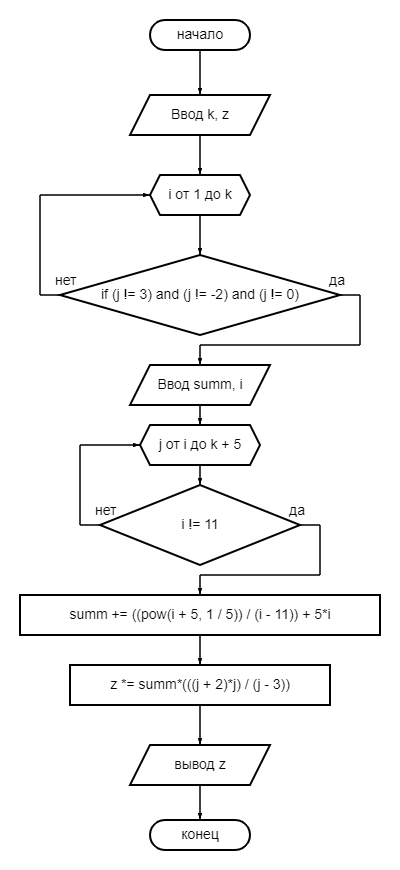 начало
Ввод k, z
i от 1 до k
нет
да
if (j != 3) and (j != -2) and (j != 0)
Ввод summ, i
j от i до k + 5
нет
да
i != 11
summ += ((pow(i + 5, 1 / 5)) / (i - 11)) + 5*i
z *= summ*(((j + 2)*j) / (j - 3))
вывод z
конец